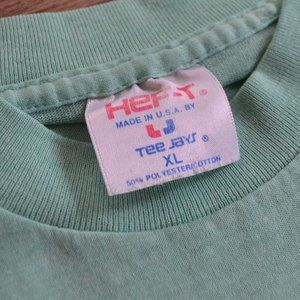 HEF-T ®
MADE IN U.S.A. BY
TEE JAYS ®
XL
50% POLYESTER/COTTON